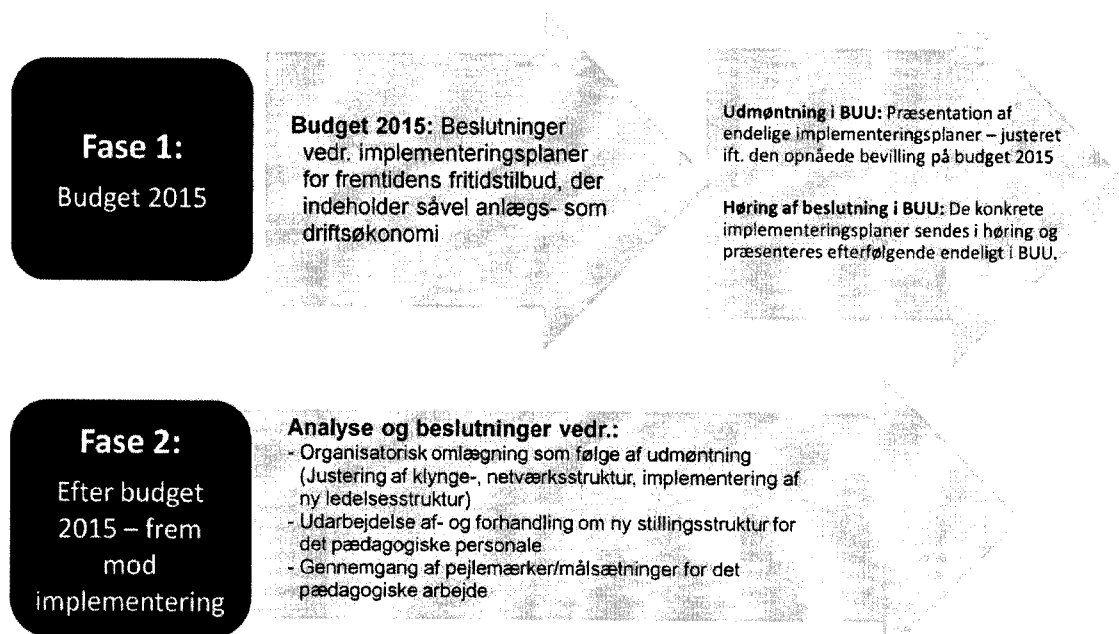 Fase 1:
Budget 2015
Budget 2015: Beslutninger
vedr. implementeringsplaner
for fremtidens fritidstilbud, der
indeholder såvel anlægs- som
driftsøkonomi
Udmøntning i BUU: Præsentation af
endelige implementeringsplaner – justeret
ift. den opnåede bevilling på budget 2015
Høring af beslutning i BUU: De konkrete
implementeringsplaner sendes i høring og
præsenteres efterfølgende endeligt i BUU.
Fase 2:
Efter budget
2015 – frem
mod
implementering
Analyse og beslutninger vedr.:
- Organisatorisk omlægning som følge af udmøntning
(Justering af klynge-, netværksstruktur, implementering af
ny ledelsesstruktur)
- Udarbejdelse af- og forhandling om ny stillingsstruktur for
det pædagogiske personale
- Gennemgang af pejlemærker/målsætninger for det
pædagogiske arbejde